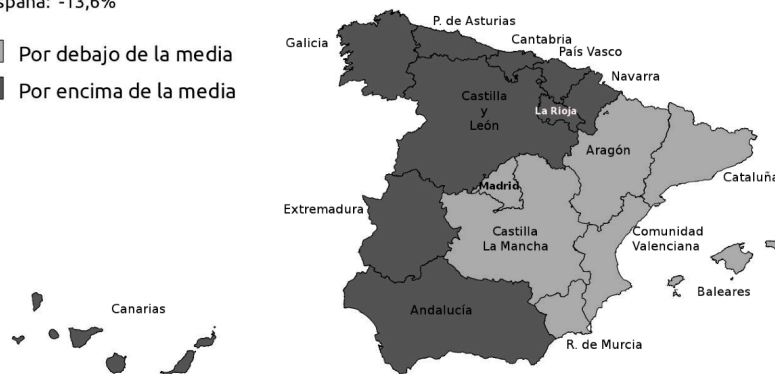 spaña: -13,6%
Por debajo de la media
Por encima de la media
P. de Asturias
Galicia
Cantabria
País Vasco
Navarra
Castilla
y
León
La Rioja
Aragón
Cataluña
Madrid
Extremadura
Castilla
La Mancha
Comunidad
Valenciana
Baleares
Canarias
Andalucía
R. de Murcia